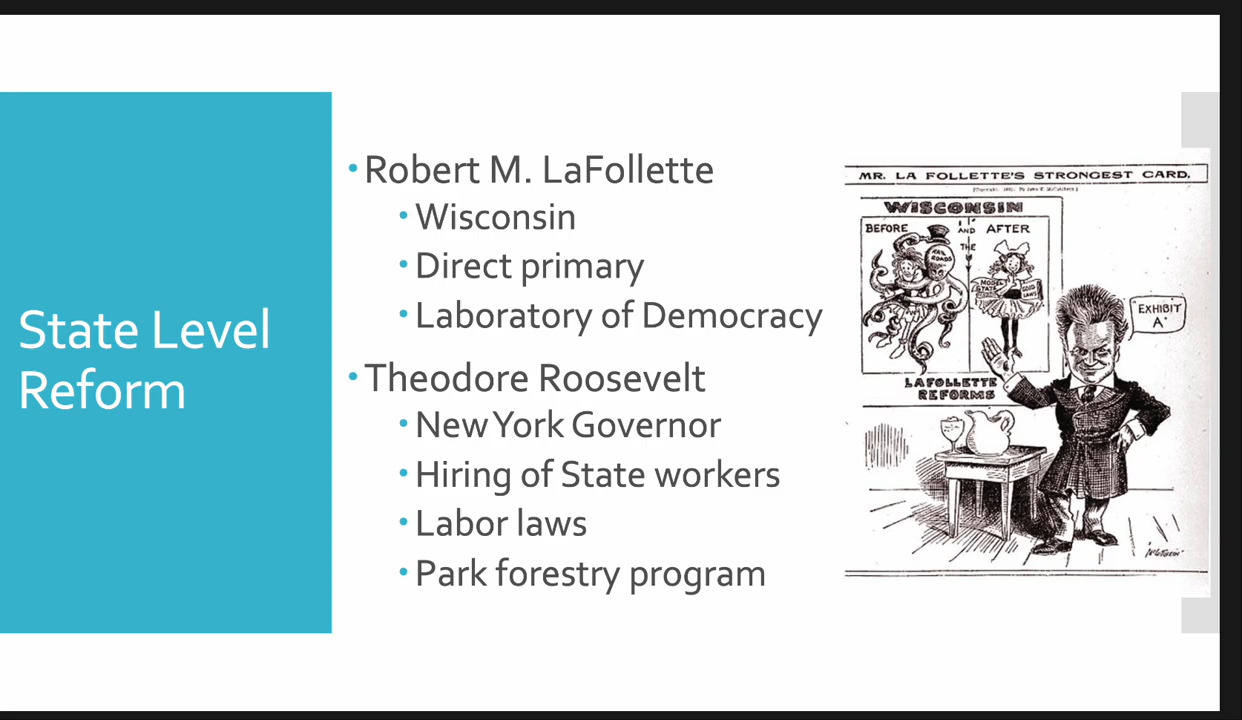 State Level
Reform
Robert M. LaFollette
Wisconsin
Direct primary
Laboratory of Democracy
Theodore Roosevelt
New York Governor
Hiring of State workers
Labor laws
Park forestry program
MR. LA FOLLETTE'S STRONGEST CARD.
WISCONSIN
BEFORE AND AFTER
THE
RAIL
ROADS
MODEL
STATE
GOOD
LAWS
LA FOLLETTE
REFORMS
"EXHIBIT
A"